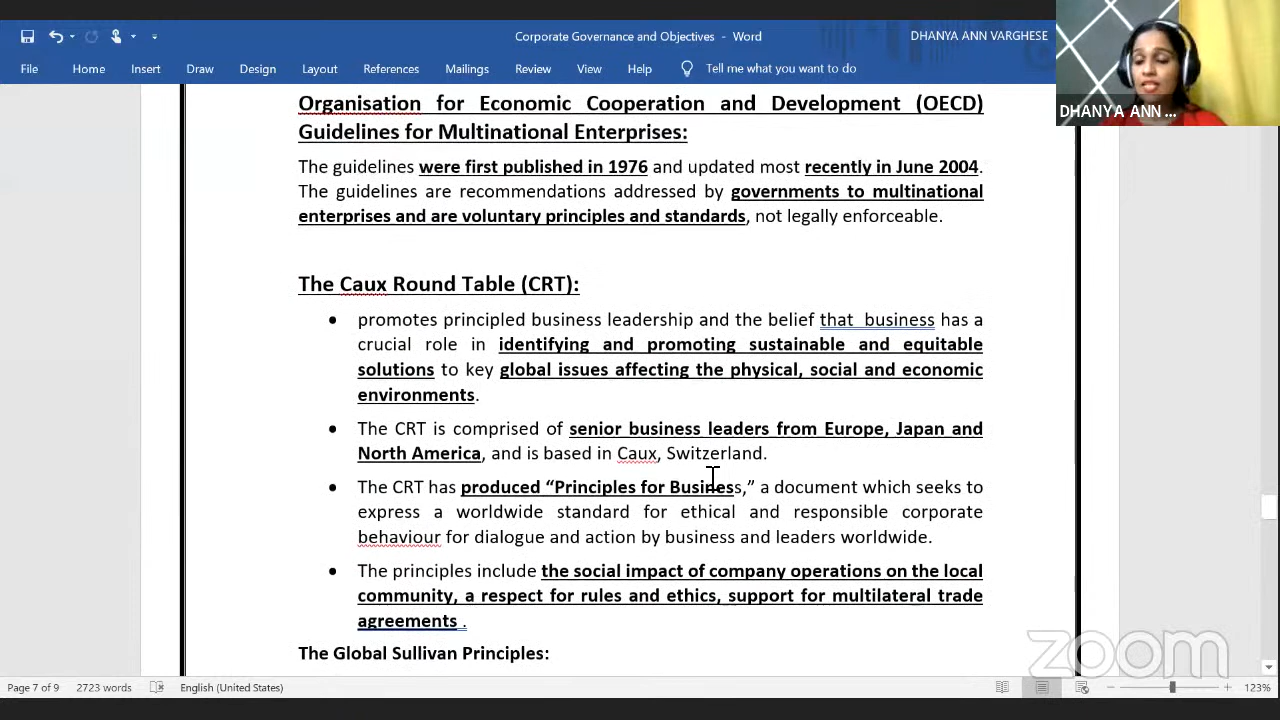 Corporate Governance and Objectives - Word
DHANYA ANN VARGHESE
File Home Insert Draw Design Layout References Mailings Review View Help Tell me what you want to do
DHANYA ANN ...
Organisation for Economic Cooperation and Development (OECD)
Guidelines for Multinational Enterprises:
The guidelines were first published in 1976 and updated most recently in June 2004.
The guidelines are recommendations addressed by governments to multinational
enterprises and are voluntary principles and standards, not legally enforceable.
The Caux Round Table (CRT):
• promotes principled business leadership and the belief that business has a
crucial role in identifying and promoting sustainable and equitable
solutions to key global issues affecting the physical, social and economic
environments.
• The CRT is comprised of senior business leaders from Europe, Japan and
North America, and is based in Caux, Switzerland.
• The CRT has produced “Principles for Business,” a document which seeks to
express a worldwide standard for ethical and responsible corporate
behaviour for dialogue and action by business and leaders worldwide.
• The principles include the social impact of company operations on the local
community, a respect for rules and ethics, support for multilateral trade
agreements .
The Global Sullivan Principles:
zoom
Page 7 of 9 2723 words English (United States) 123%